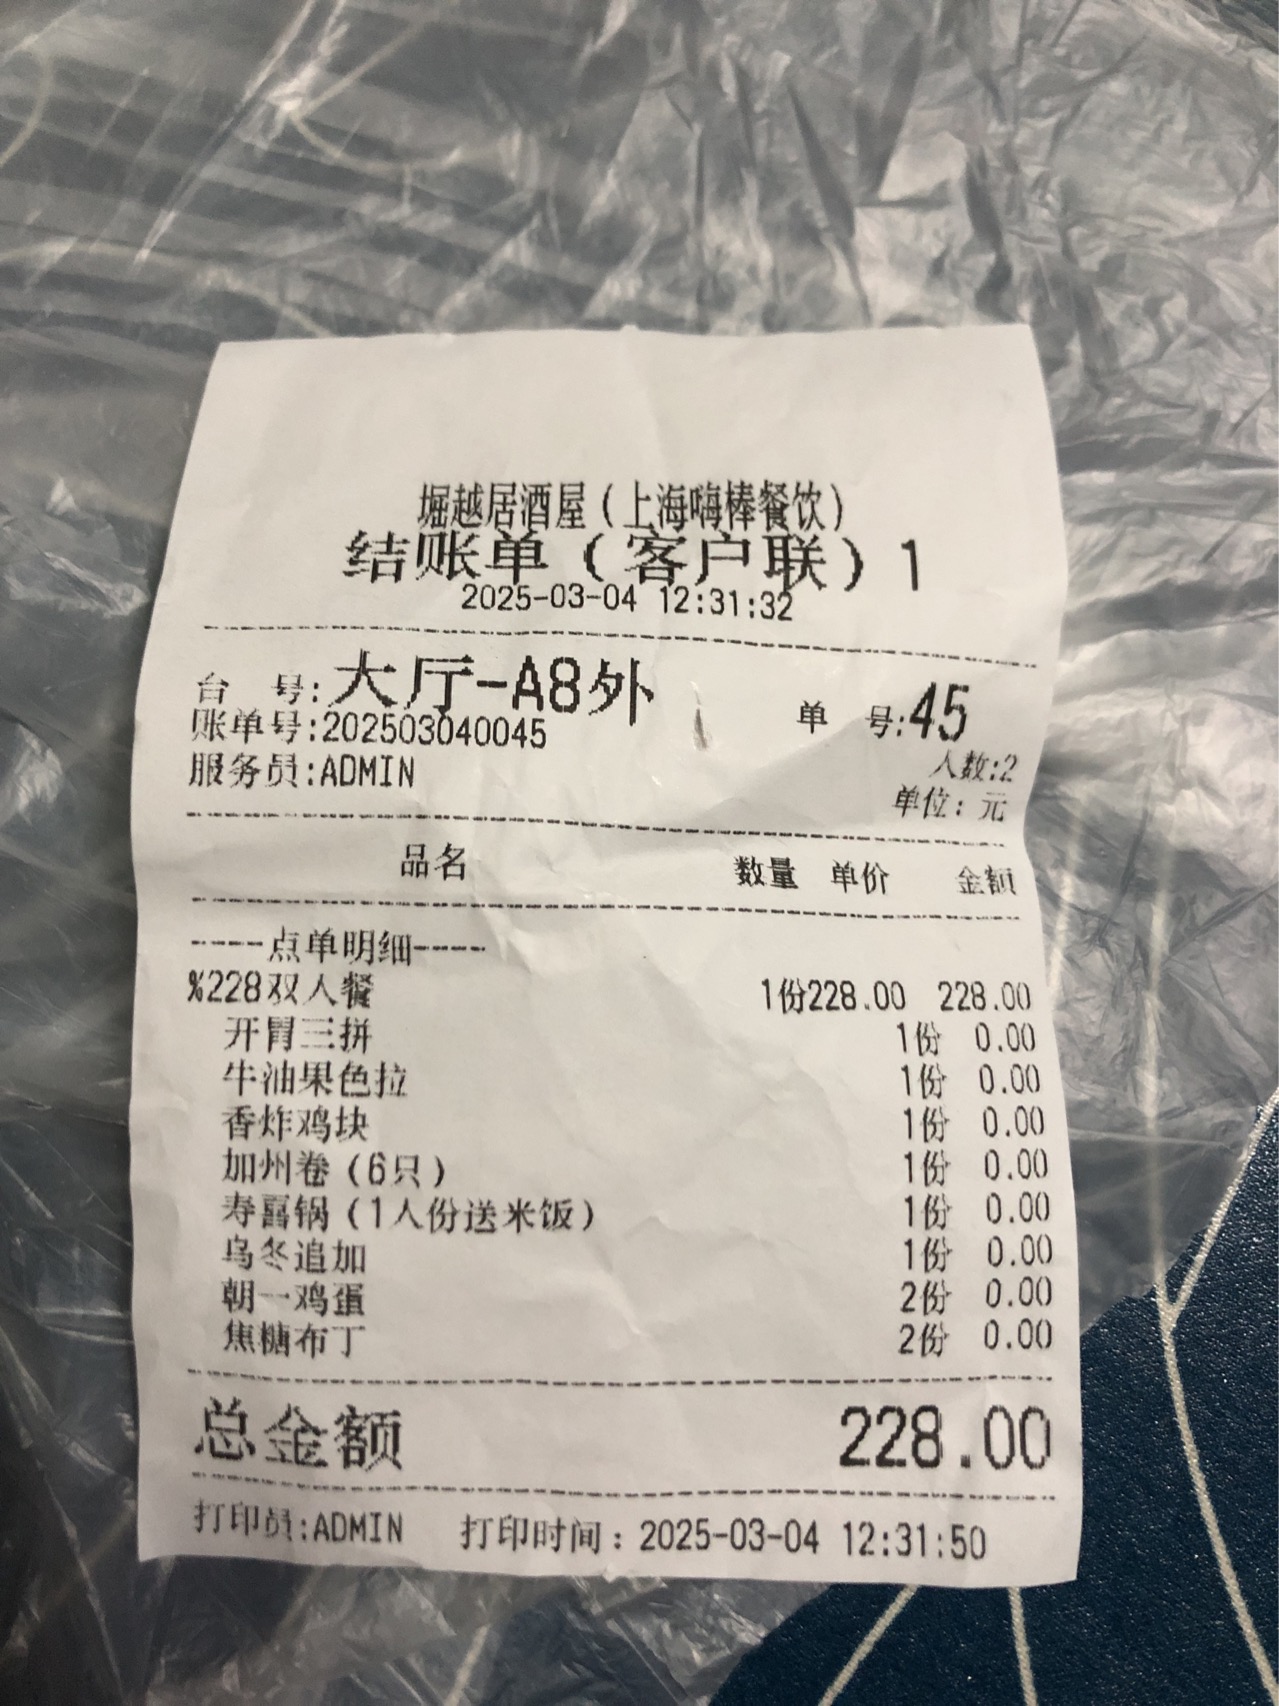 堀越居酒屋（上海嗨棒餐饮）
结账单（客户联）1
2025-03-04 12:31:32
台 号:大厅-A8外 单 号:45
账单号:202503040045
服务员:ADMIN 人数:2
单位：元
品名 数量 单价 金额
----点单明细----
%228双人餐 1份228.00 228.00
开胃三拼 1份 0.00
牛油果色拉 1份 0.00
香炸鸡块 1份 0.00
加州卷（6只） 1份 0.00
寿喜锅（1人份送米饭） 1份 0.00
乌冬追加 1份 0.00
朝一鸡蛋 2份 0.00
焦糖布丁 2份 0.00
总金额 228.00
打印员:ADMIN 打印时间：2025-03-04 12:31:50